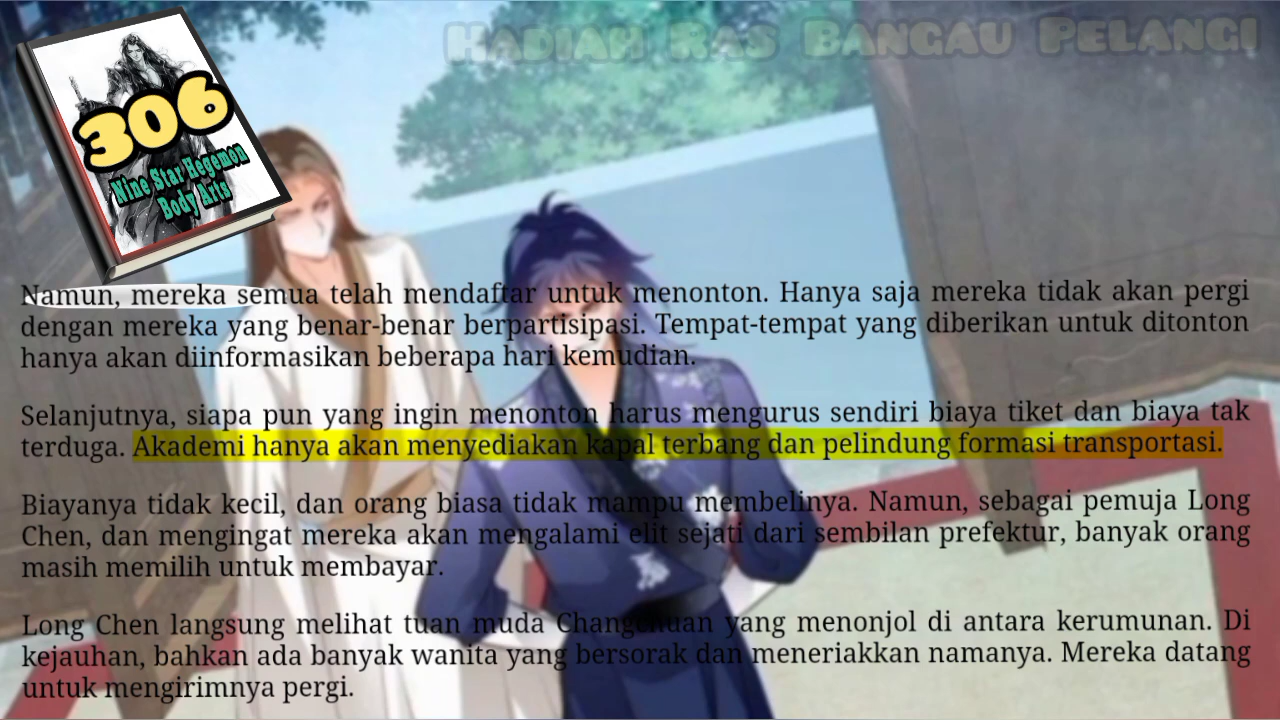 Hadiah Ras Bangau Pelangi
306
Nine Star Hegemon
Body Arts
Namun, mereka semua telah mendaftar untuk menonton. Hanya saja mereka tidak akan pergi
dengan mereka yang benar-benar berpartisipasi. Tempat-tempat yang diberikan untuk ditonton
hanya akan diinformasikan beberapa hari kemudian.
Selanjutnya, siapa pun yang ingin menonton harus mengurus sendiri biaya tiket dan biaya tak
terduga. Akademi hanya akan menyediakan kapal terbang dan pelindung formasi transportasi.
Biayanya tidak kecil, dan orang biasa tidak mampu membelinya. Namun, sebagai pemuja Long
Chen, dan mengingat mereka akan mengalami elit sejati dari sembilan prefektur, banyak orang
masih memilih untuk membayar.
Long Chen langsung melihat tuan muda Changchuan yang menonjol di antara kerumunan. Di
kejauhan, bahkan ada banyak wanita yang bersorak dan meneriakkan namanya. Mereka datang
untuk mengirimnya pergi.